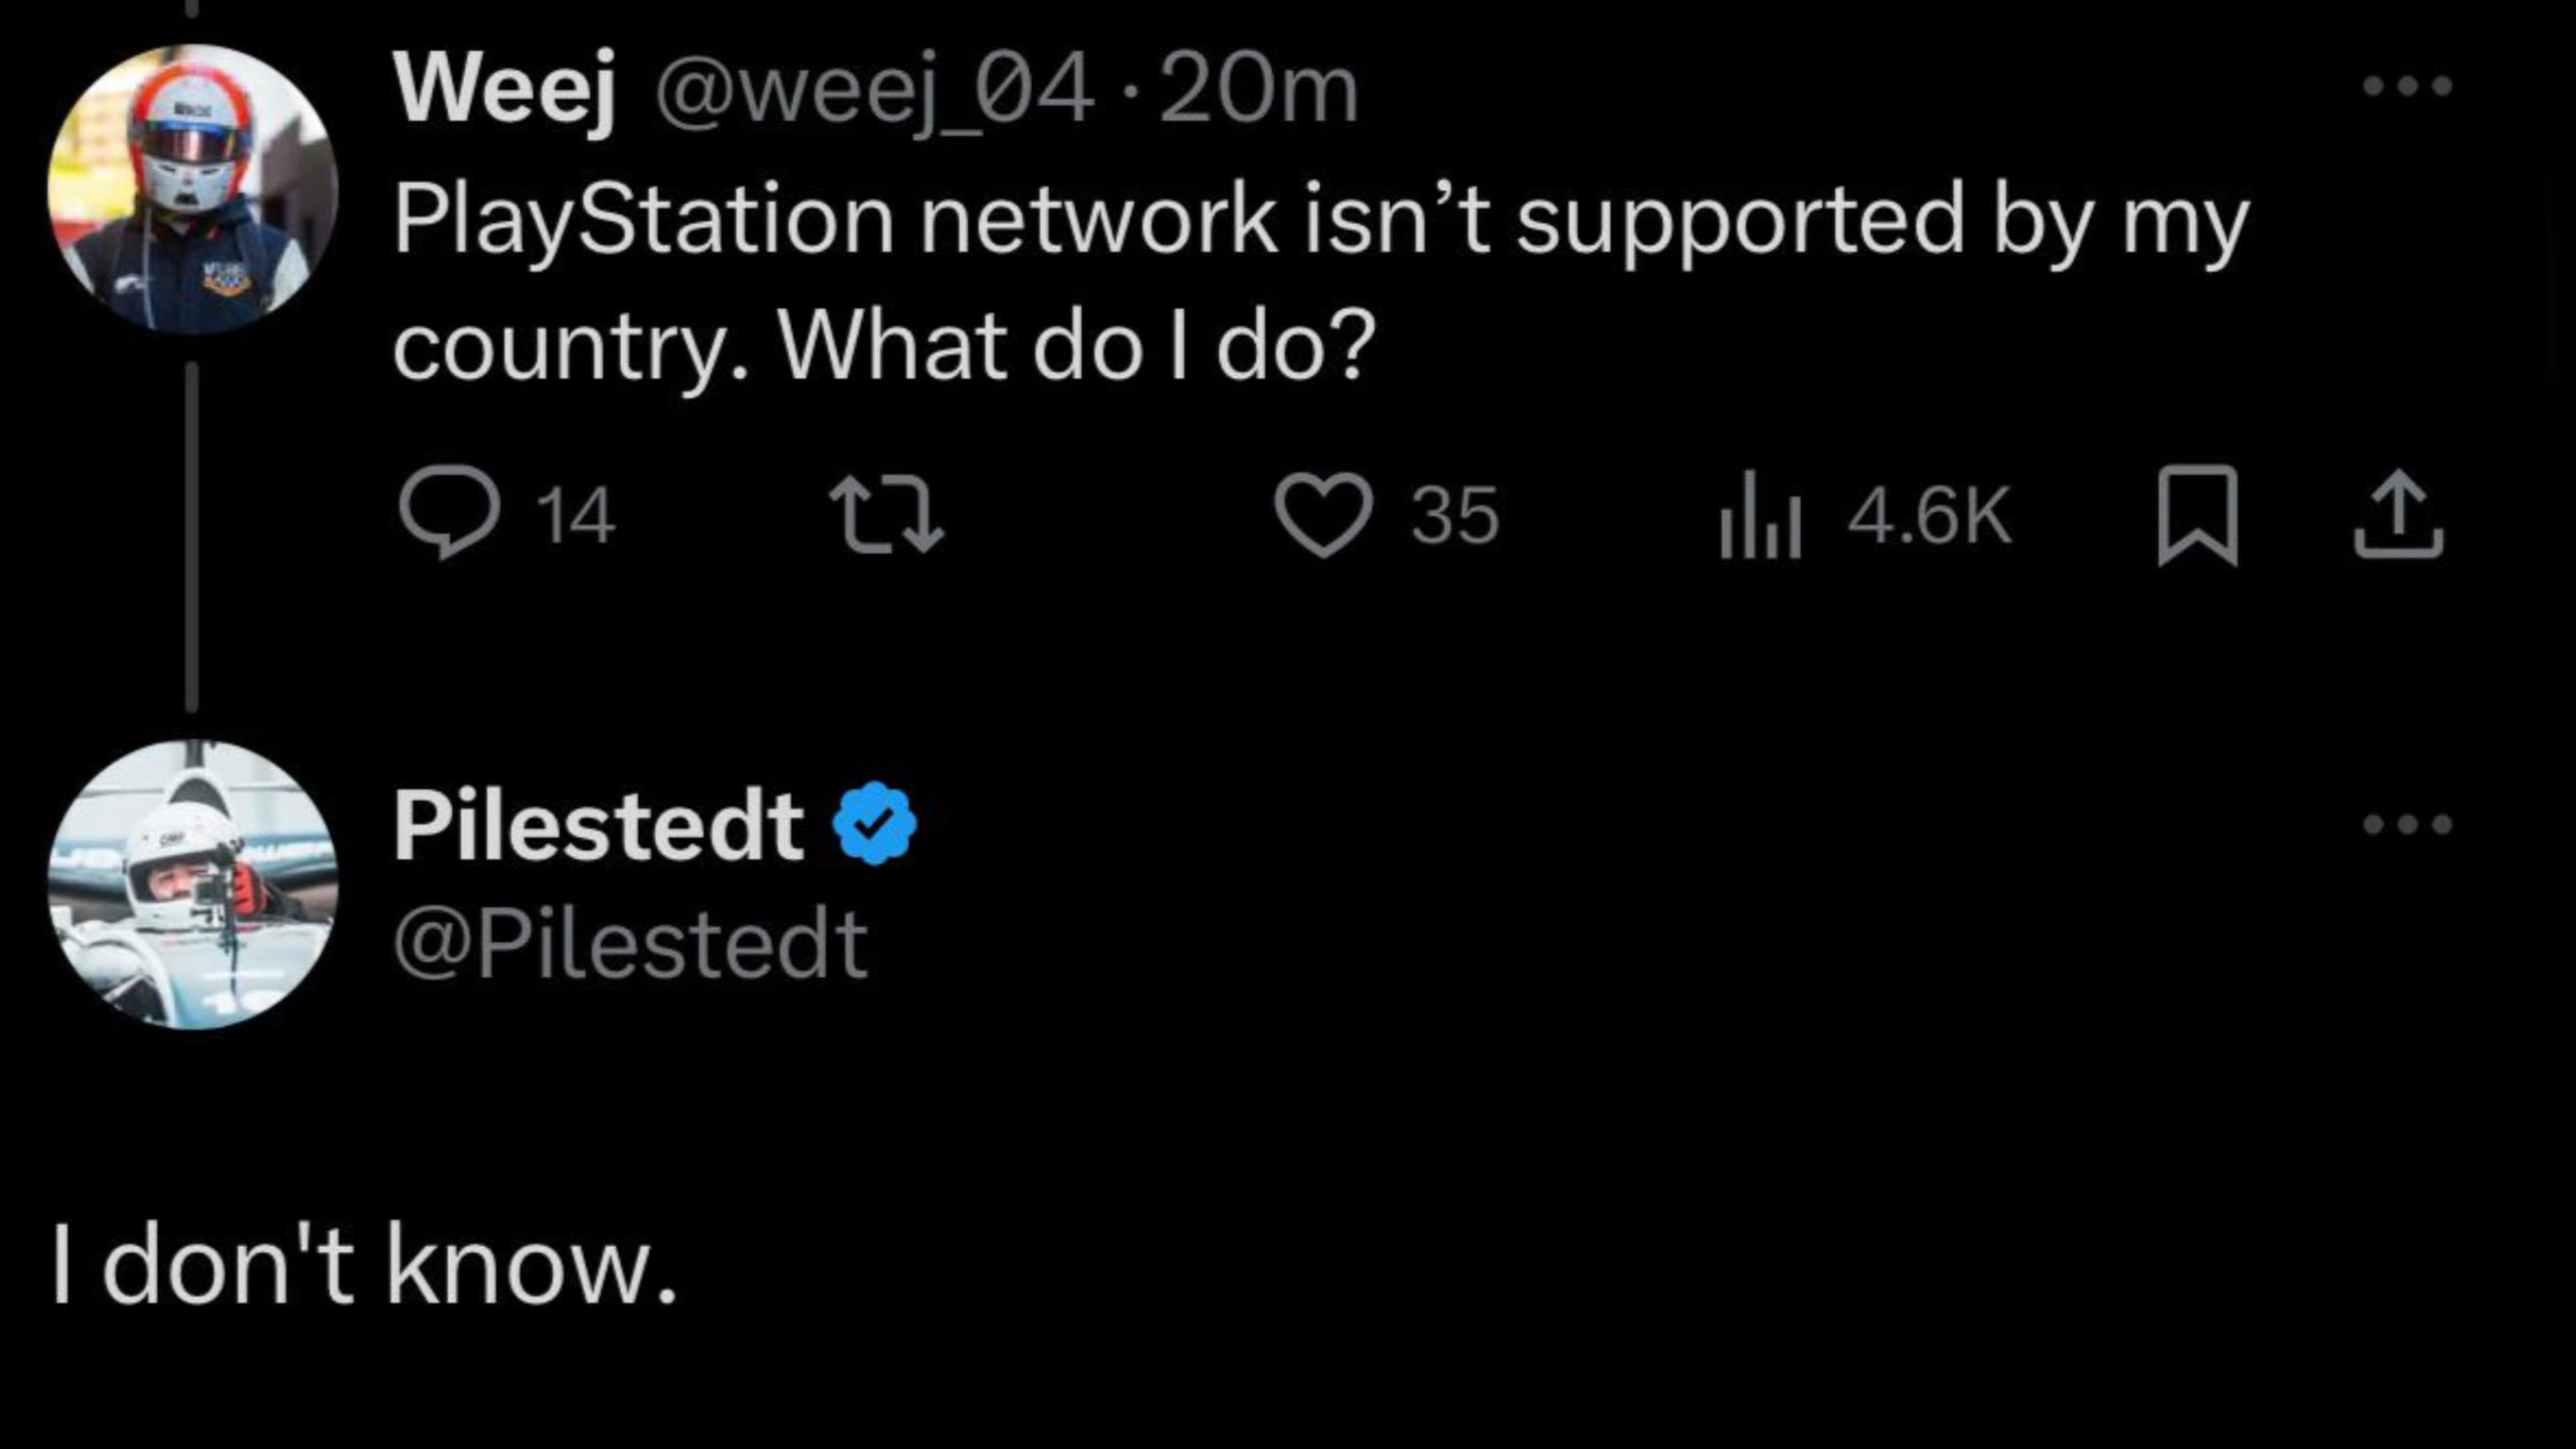 Weej @weej_04 · 20m
PlayStation network isn’t supported by my
country. What do I do?
14 35 4.6K
Pilestedt
@Pilestedt
I don't know.